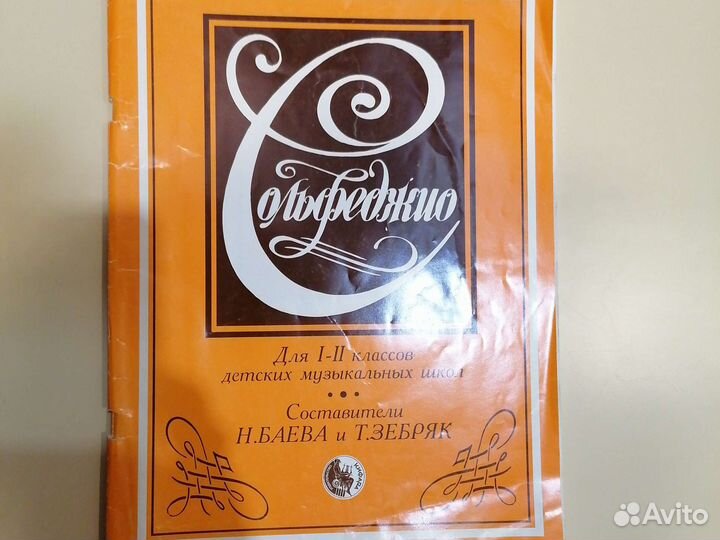 Сольфеджио
Для I-II классов
детских музыкальных школ
Составители
Н.БАЕВА и Т.ЗЕБРЯК
Avito